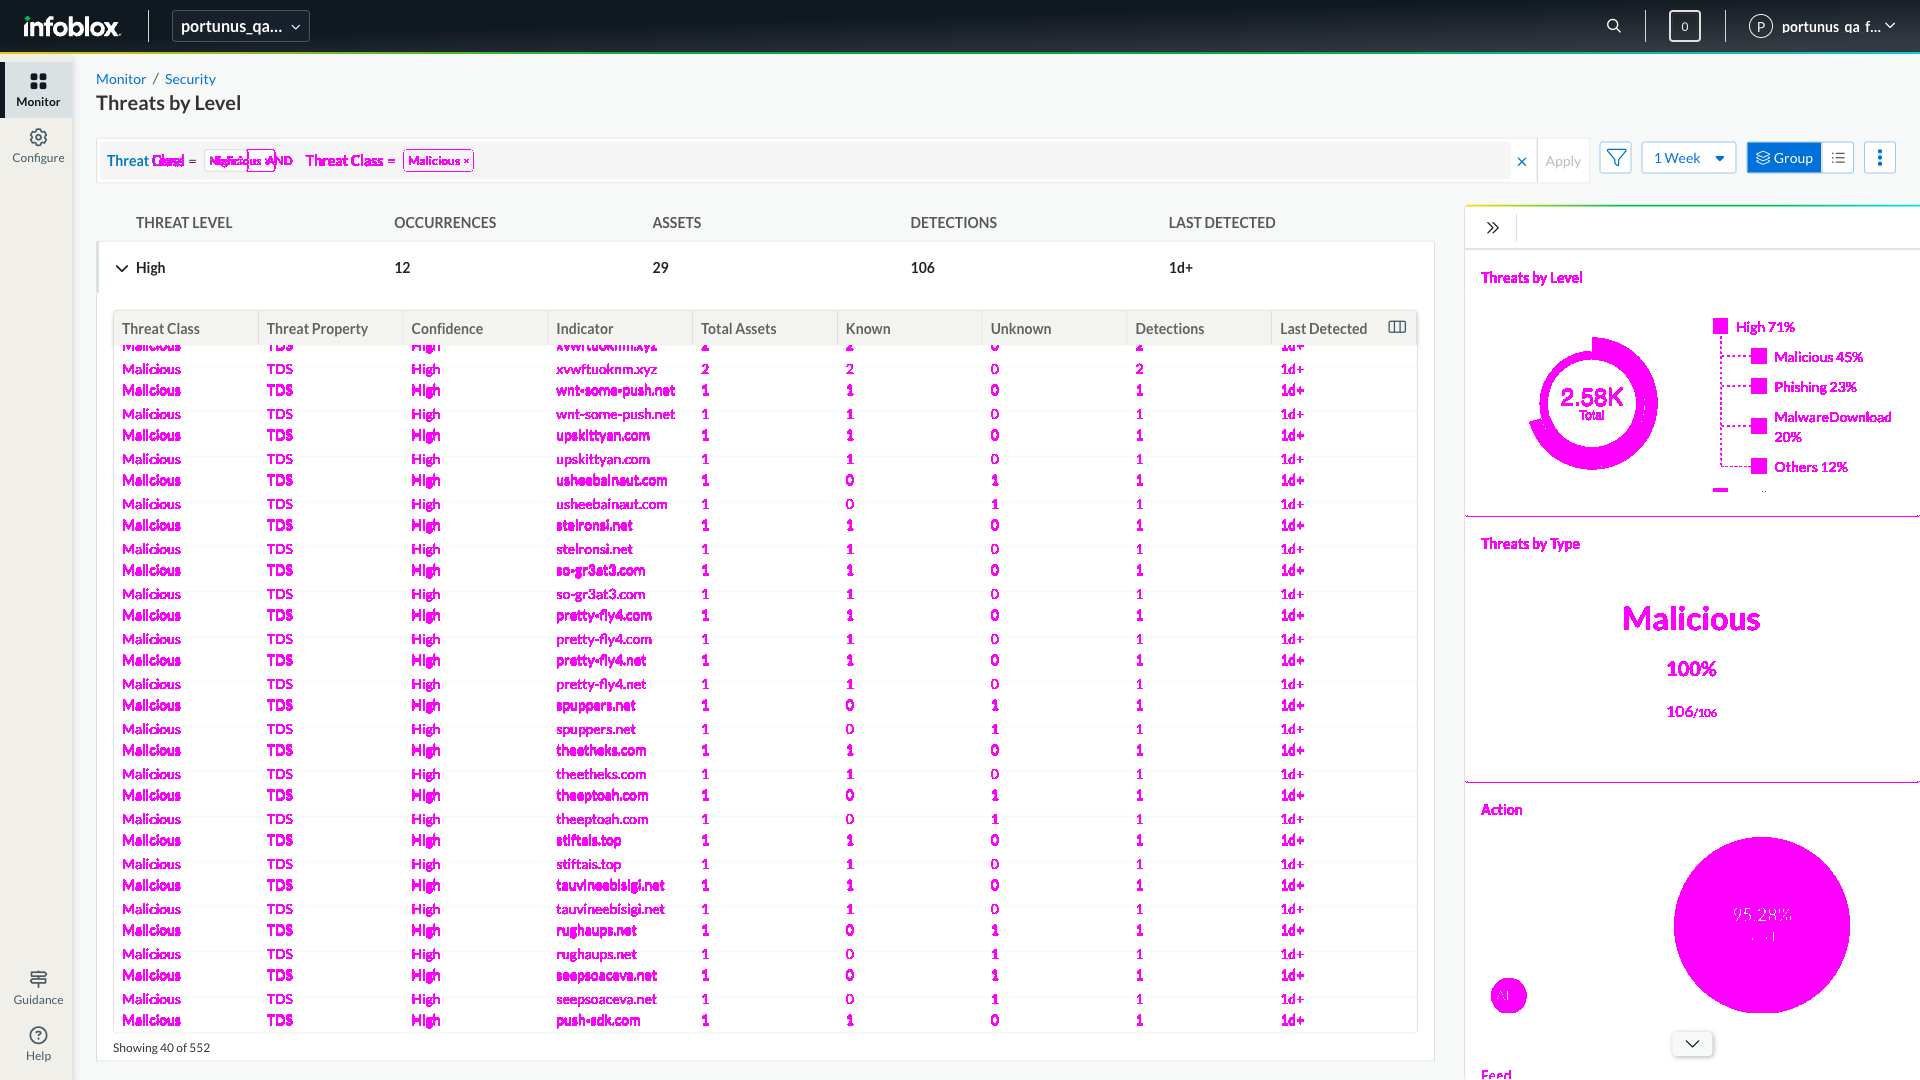 infoblox.
portunus_qa...
0
P portunus_qa_f...
Monitor
Configure
Guidance
Help
Monitor / Security
Threats by Level
Threat = AND Threat Class = Malicious ×
× Apply 1 Week Group
THREAT LEVEL OCCURRENCES ASSETS DETECTIONS LAST DETECTED
High 12 29 106 1d+
Threat Class Threat Property Confidence Indicator Total Assets Known Unknown Detections Last Detected
Malicious TDS High xvwftuoknm.xyz 2 2 0 2 1d+
Malicious TDS High xvwftuoknm.xyz 2 2 0 2 1d+
Malicious TDS High wnt-some-push.net 1 1 0 1 1d+
Malicious TDS High wnt-some-push.net 1 1 0 1 1d+
Malicious TDS High upskittyan.com 1 1 0 1 1d+
Malicious TDS High upskittyan.com 1 1 0 1 1d+
Malicious TDS High usheebainaut.com 1 0 1 1 1d+
Malicious TDS High usheebainaut.com 1 0 1 1 1d+
Malicious TDS High stelronsi.net 1 1 0 1 1d+
Malicious TDS High stelronsi.net 1 1 0 1 1d+
Malicious TDS High so-gr3at3.com 1 1 0 1 1d+
Malicious TDS High so-gr3at3.com 1 1 0 1 1d+
Malicious TDS High pretty-fly4.com 1 1 0 1 1d+
Malicious TDS High pretty-fly4.com 1 1 0 1 1d+
Malicious TDS High pretty-fly4.net 1 1 0 1 1d+
Malicious TDS High pretty-fly4.net 1 1 0 1 1d+
Malicious TDS High spuppers.net 1 0 1 1 1d+
Malicious TDS High spuppers.net 1 0 1 1 1d+
Malicious TDS High theetheks.com 1 1 0 1 1d+
Malicious TDS High theetheks.com 1 1 0 1 1d+
Malicious TDS High theeptoah.com 1 0 1 1 1d+
Malicious TDS High theeptoah.com 1 0 1 1 1d+
Malicious TDS High stiftais.top 1 1 0 1 1d+
Malicious TDS High stiftais.top 1 1 0 1 1d+
Malicious TDS High tauvineebisigi.net 1 1 0 1 1d+
Malicious TDS High tauvineebisigi.net 1 1 0 1 1d+
Malicious TDS High rughaups.net 1 0 1 1 1d+
Malicious TDS High rughaups.net 1 0 1 1 1d+
Malicious TDS High seepsoaceva.net 1 0 1 1 1d+
Malicious TDS High seepsoaceva.net 1 0 1 1 1d+
Malicious TDS High push-sdk.com 1 1 0 1 1d+
Showing 40 of 552
Threats by Level
2.58K
Total
High 71%
Malicious 45%
Phishing 23%
MalwareDownload
20%
Others 12%
Threats by Type
Malicious
100%
106/106
Action
95.28%
Feed